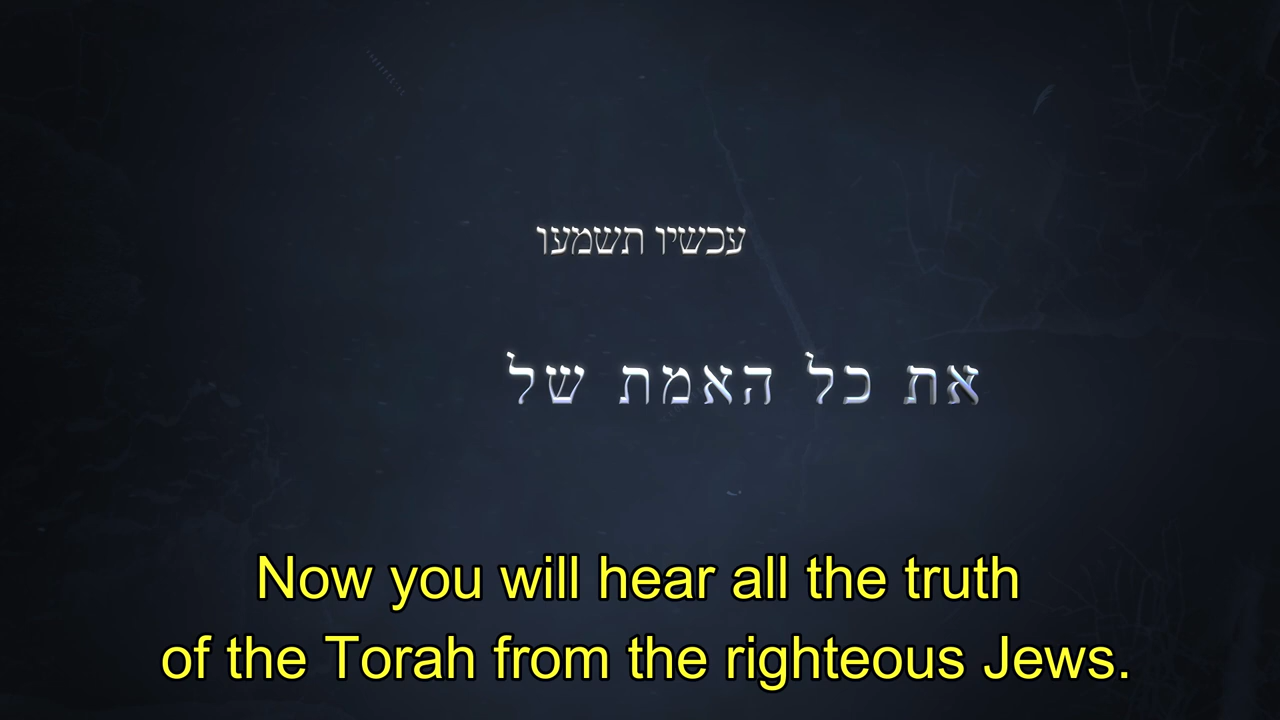 עכשיו תשמעו
את כל האמת של
Now you will hear all the truth
of the Torah from the righteous Jews.